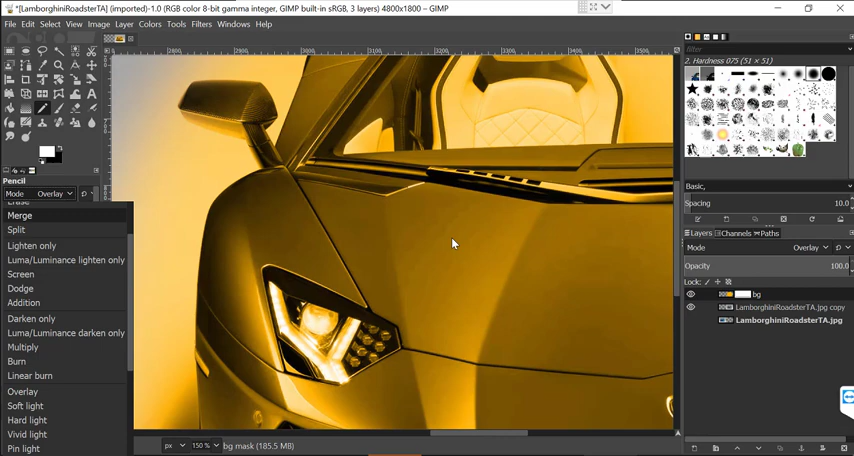 *[LamborghiniRoadsterTA] (imported)-1.0 (RGB color 8-bit gamma integer, GIMP built-in sRGB, 3 layers) 4800x1800 – GIMP
File Edit Select View Image Layer Colors Tools Filters Windows Help
filter
2. Hardness 075 (51 × 51)
Pencil
Mode Overlay
Erase
Merge
Split
Lighten only
Luma/Luminance lighten only
Screen
Dodge
Addition
Darken only
Luma/Luminance darken only
Multiply
Burn
Linear burn
Overlay
Soft light
Hard light
Vivid light
Pin light
2800
3100
3200
3300
3400
3500
px 150 % bg mask (185.5 MB)
Basic,
Spacing 10.0
Layers Channels Paths
Mode Overlay
Opacity 100.0
Lock:
bg
LamborghiniRoadsterTA.jpg copy
LamborghiniRoadsterTA.jpg